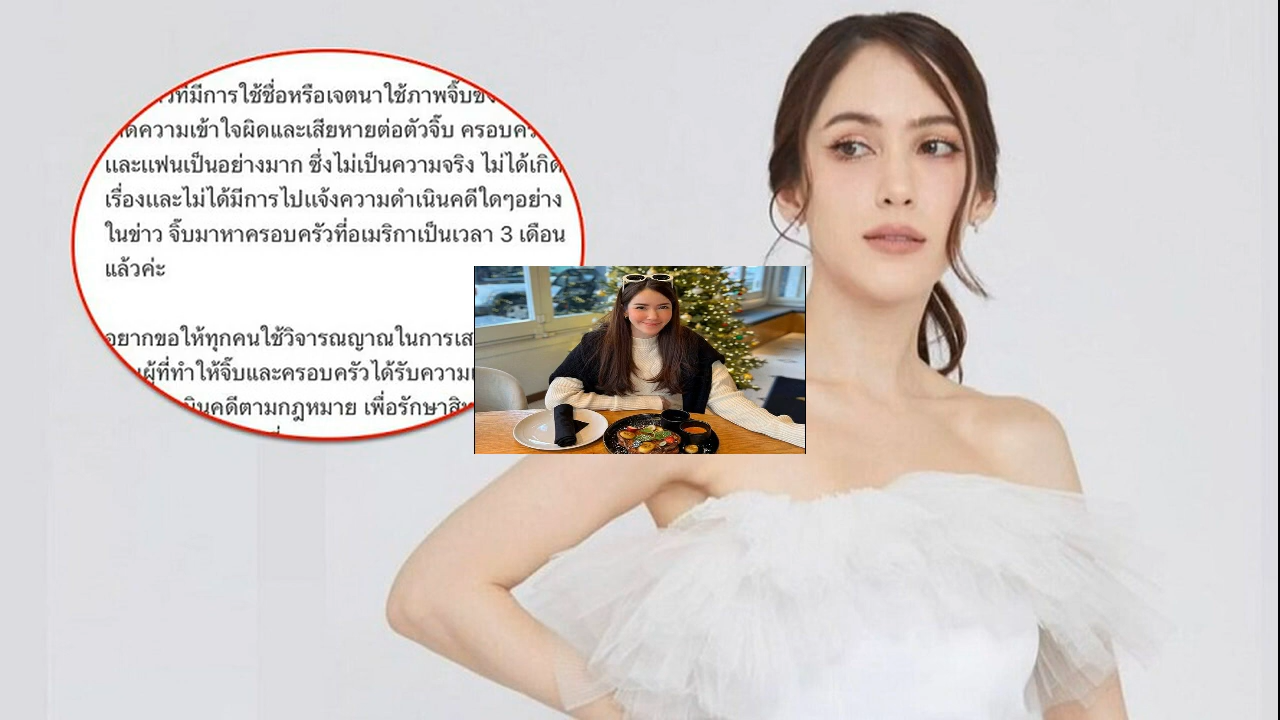 ที่มีการใช้ชื่อหรือเจตนาใช้ภาพจิ๊บ
ความเข้าใจผิดและเสียหายต่อตัวจิ๊บ
และแฟนเป็นอย่างมาก ซึ่งไม่เป็นความจริง ไม่ได้เกิด
เรื่องและไม่ได้มีการไปแจ้งความดำเนินคดีใดๆอย่าง
ในข่าว จิ๊บมาหาครอบครัวที่อเมริกาเป็นเวลา 3 เดือน
แล้วค่ะ
อยากขอให้ทุกคนใช้วิจารณญาณในการ
ผู้ที่ทำให้จิ๊บและครอบครัวได้รับ
คดีตามกฎหมาย เพื่อรักษา